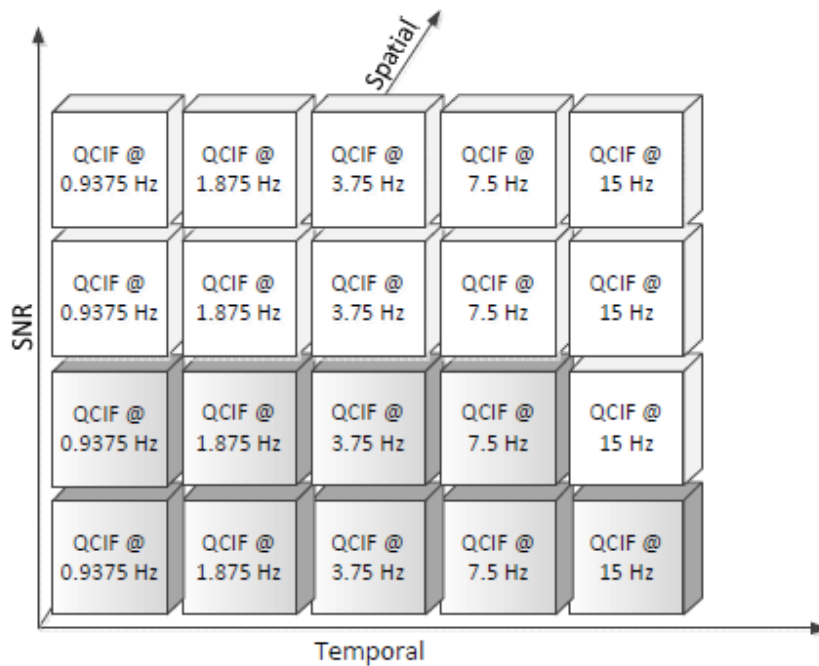 Spatial
SNR
QCIF @
0.9375 Hz
QCIF @
1.875 Hz
QCIF @
3.75 Hz
QCIF @
7.5 Hz
QCIF @
15 Hz
QCIF @
0.9375 Hz
QCIF @
1.875 Hz
QCIF @
3.75 Hz
QCIF @
7.5 Hz
QCIF @
15 Hz
QCIF @
0.9375 Hz
QCIF @
1.875 Hz
QCIF @
3.75 Hz
QCIF @
7.5 Hz
QCIF @
15 Hz
QCIF @
0.9375 Hz
QCIF @
1.875 Hz
QCIF @
3.75 Hz
QCIF @
7.5 Hz
QCIF @
15 Hz
Temporal